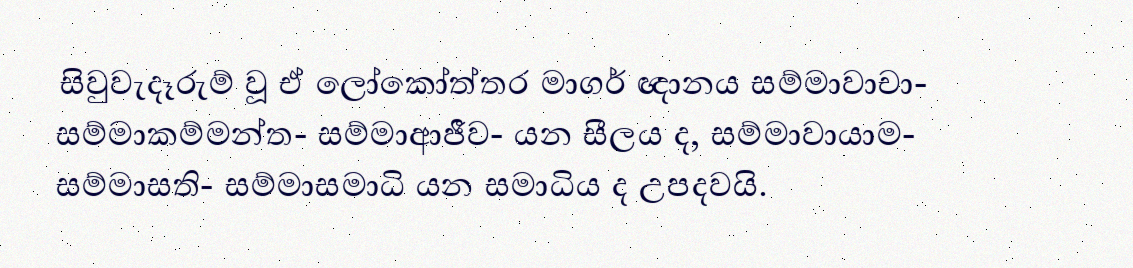 සිවුවැදෑරුම් වූ ඒ ලෝකෝත්තර මාගර් ඥානය සම්මාවාචා-
සම්මාකම්මන්ත- සම්මාආජීව- යන සීලය ද, සම්මාවායාම-
සම්මාසති- සම්මාසමාධි යන සමාධිය ද උපදවයි.